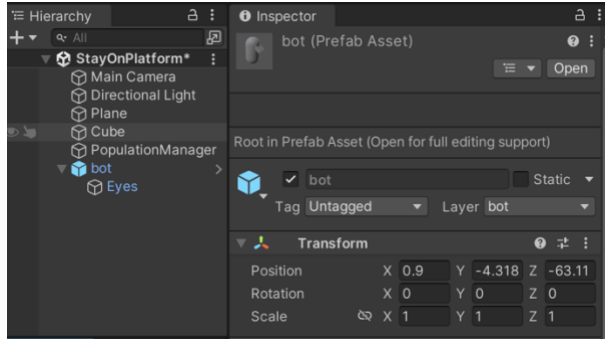 Hierarchy
All
StayOnPlatform*
Main Camera
Directional Light
Plane
Cube
PopulationManager
bot
Eyes
Inspector
bot (Prefab Asset)
Open
Root in Prefab Asset (Open for full editing support)
bot Static
Tag Untagged Layer bot
Transform
Position X 0.9 Y -4.318 Z -63.11
Rotation X 0 Y 0 Z 0
Scale X 1 Y 1 Z 1